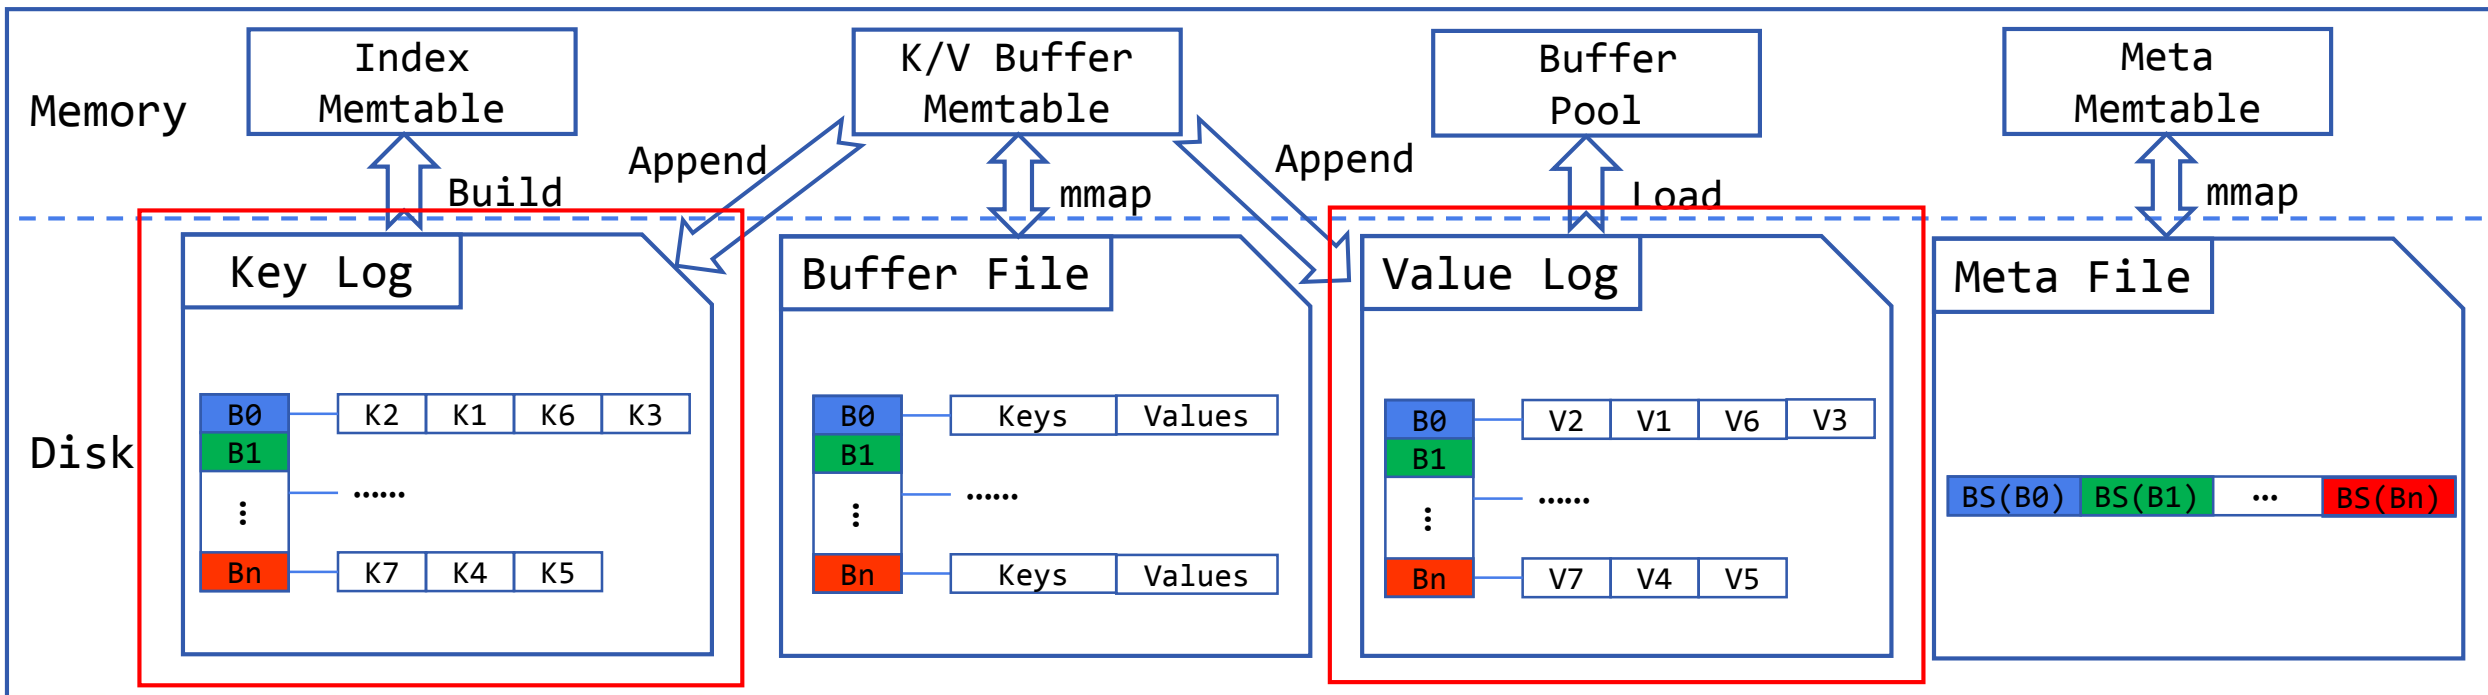 Memory
Index
Memtable
K/V Buffer
Memtable
Buffer
Pool
Meta
Memtable
Build
Append
mmap
Append
Load
mmap
Disk
Key Log
B0 K2 K1 K6 K3
B1
⋮ ……
Bn K7 K4 K5
Buffer File
B0 Keys Values
B1
⋮ ……
Bn Keys Values
Value Log
B0 V2 V1 V6 V3
B1
⋮ ……
Bn V7 V4 V5
Meta File
BS(B0) BS(B1) … BS(Bn)